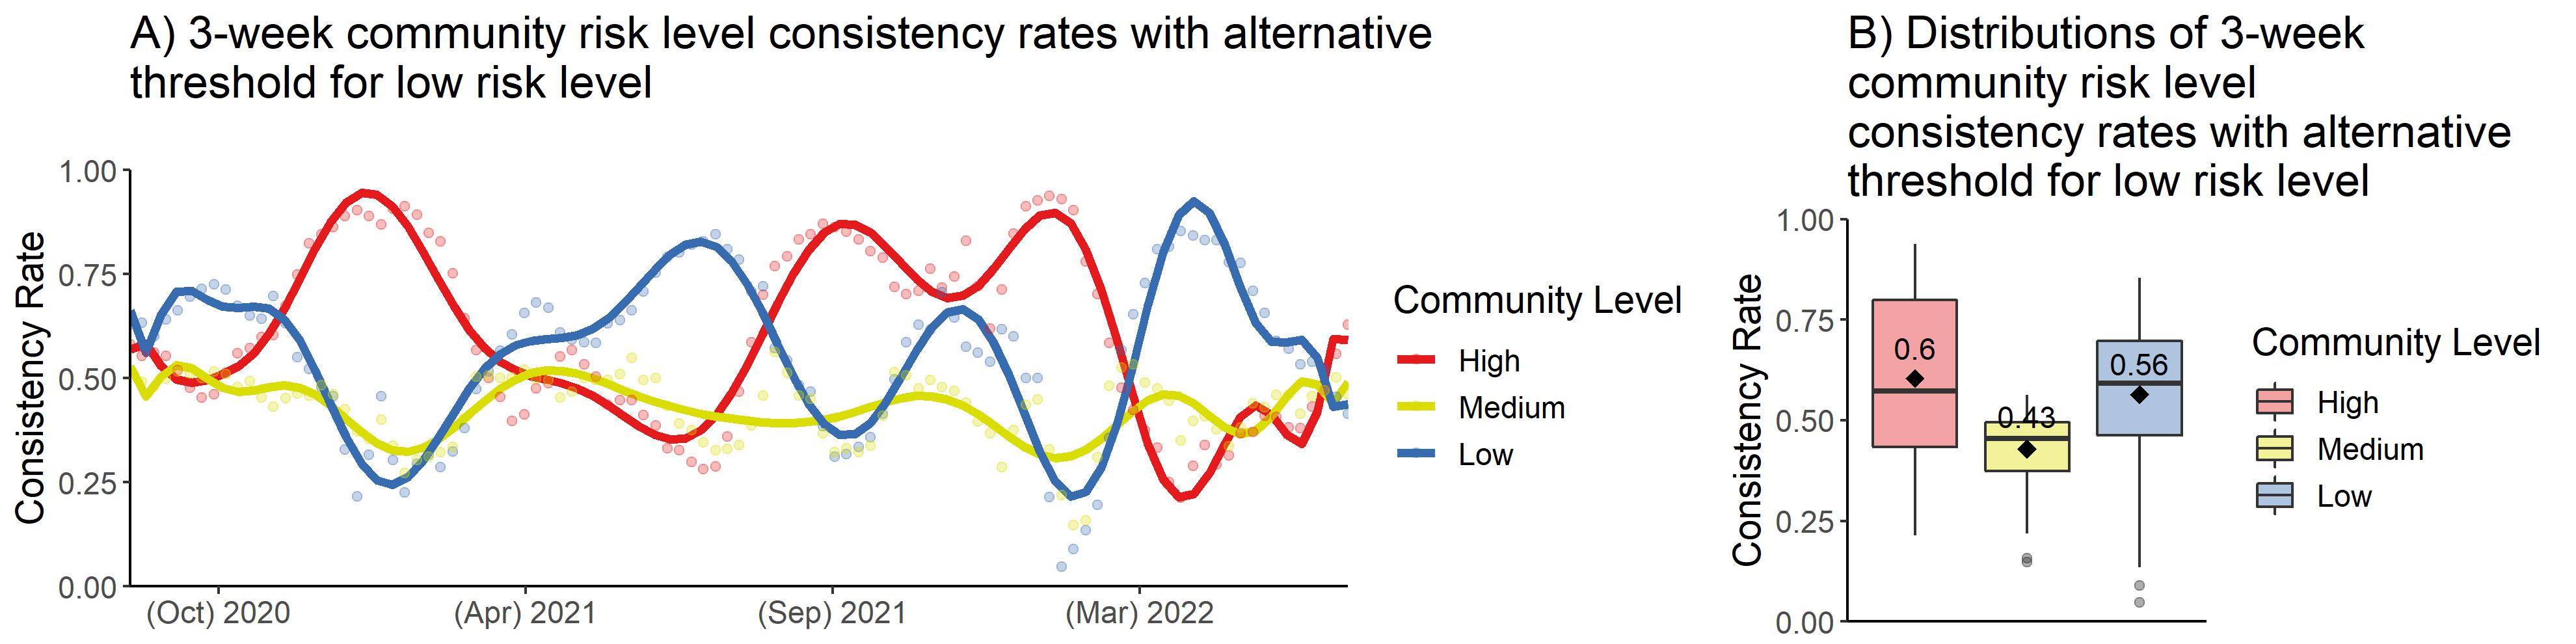 A) 3-week community risk level consistency rates with alternative
threshold for low risk level
Consistency Rate
1.00
0.75
0.50
0.25
0.00
(Oct) 2020
(Apr) 2021
(Sep) 2021
(Mar) 2022
Community Level
High
Medium
Low
B) Distributions of 3-week
community risk level
consistency rates with alternative
threshold for low risk level
Consistency Rate
1.00
0.75
0.50
0.25
0.00
0.6
0.43
0.56
Community Level
High
Medium
Low